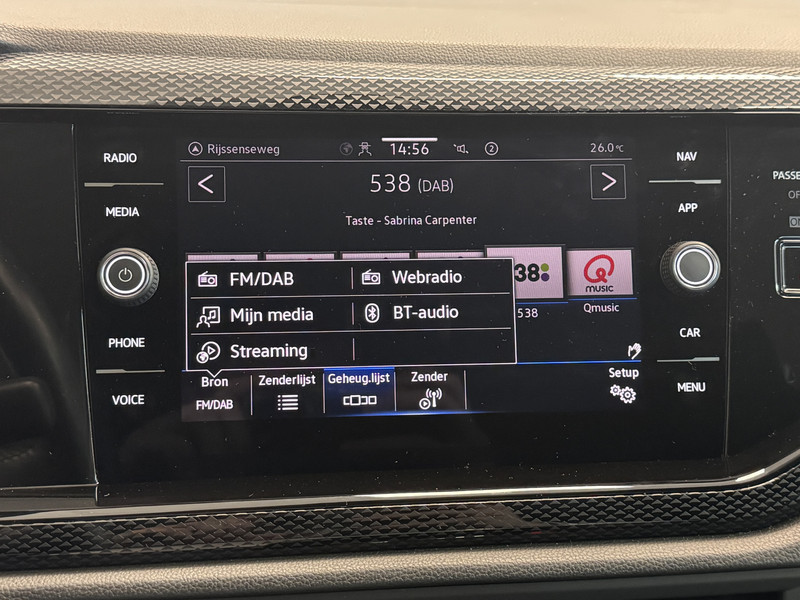 RADIO
MEDIA
PHONE
VOICE
Rijssenseweg
14:56
2
26.0°C
538 (DAB)
Taste - Sabrina Carpenter
38
Q
MUSIC
538
Qmusic
FM/DAB
Webradio
Mijn media
BT-audio
Streaming
Bron
FM/DAB
Zenderlijst
Geheug.lijst
Zender
Setup
NAV
APP
CAR
MENU
PASSE
OF